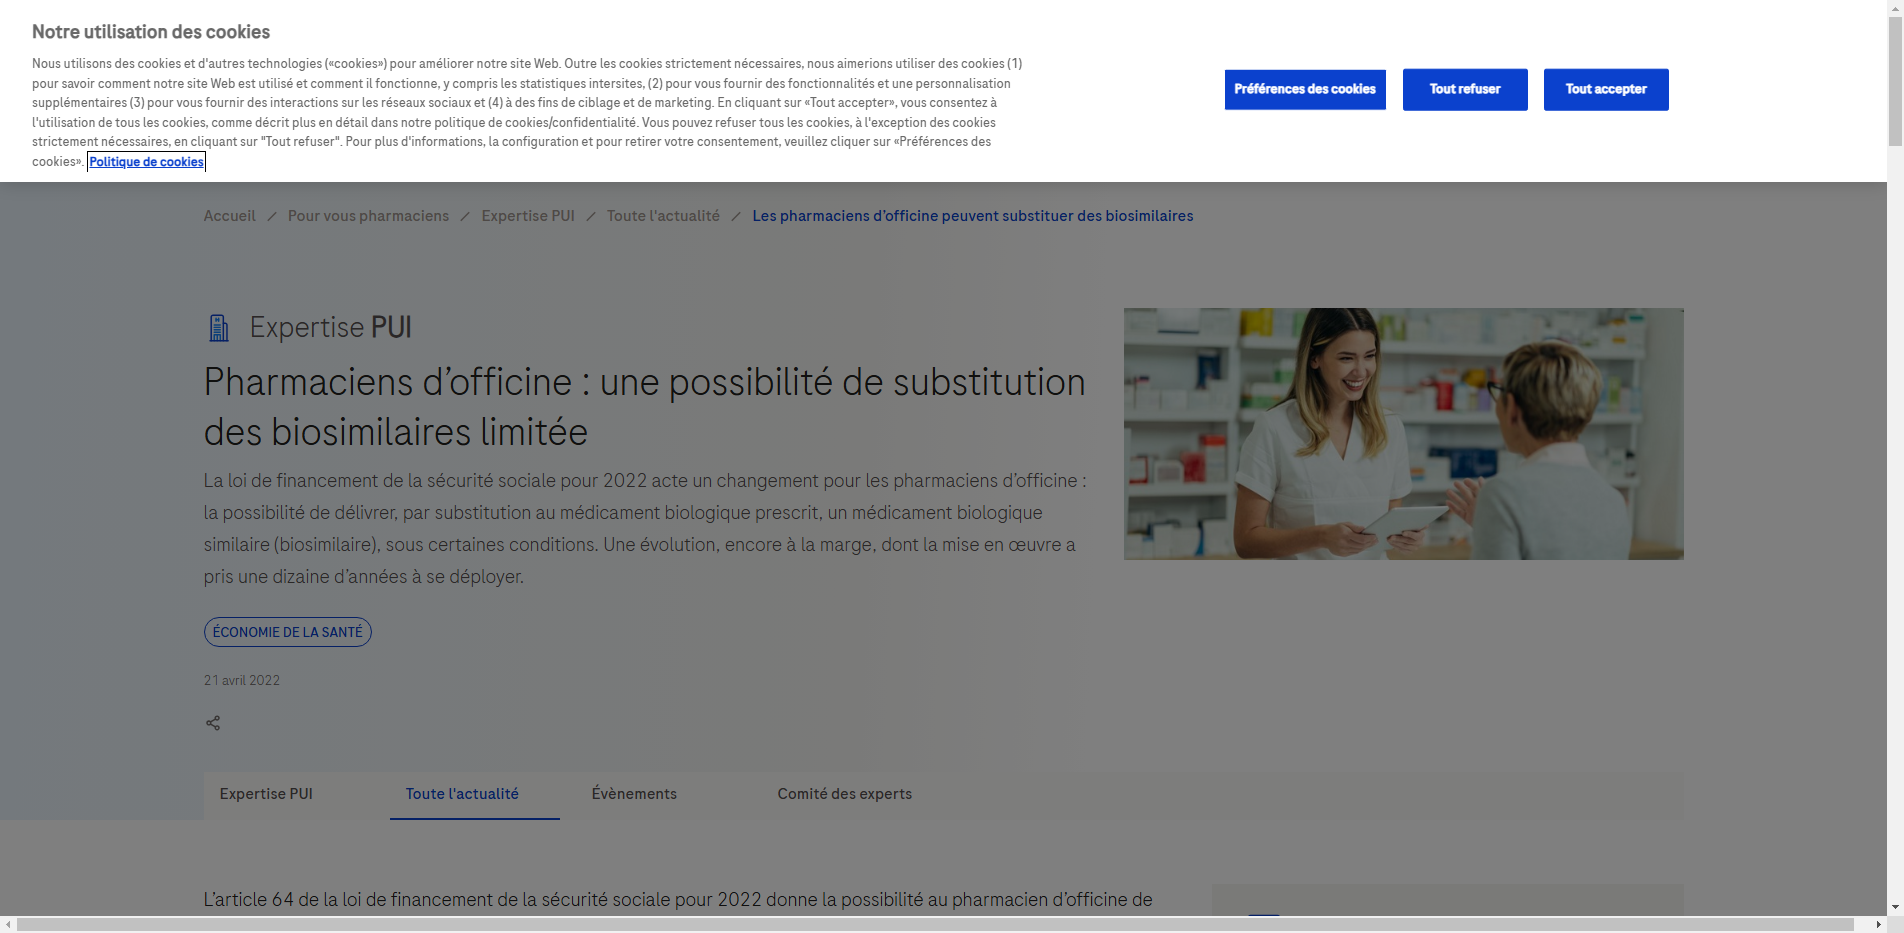 Notre utilisation des cookies
Nous utilisons des cookies et d'autres technologies («cookies») pour améliorer notre site Web. Outre les cookies strictement nécessaires, nous aimerions utiliser des cookies (1)
pour savoir comment notre site Web est utilisé et comment il fonctionne, y compris les statistiques intersites, (2) pour vous fournir des fonctionnalités et une personnalisation
supplémentaires (3) pour vous fournir des interactions sur les réseaux sociaux et (4) à des fins de ciblage et de marketing. En cliquant sur «Tout accepter», vous consentez à
l'utilisation de tous les cookies, comme décrit plus en détail dans notre politique de cookies/confidentialité. Vous pouvez refuser tous les cookies, à l'exception des cookies
strictement nécessaires, en cliquant sur "Tout refuser". Pour plus d'informations, la configuration et pour retirer votre consentement, veuillez cliquer sur «Préférences des
cookies». Politique de cookies
Préférences des cookies
Tout refuser
Tout accepter
Accueil / Pour vous pharmaciens / Expertise PUI / Toute l'actualité / Les pharmaciens d’officine peuvent substituer des biosimilaires
Expertise PUI
Pharmaciens d’officine : une possibilité de substitution
des biosimilaires limitée
La loi de financement de la sécurité sociale pour 2022 acte un changement pour les pharmaciens d’officine :
la possibilité de délivrer, par substitution au médicament biologique prescrit, un médicament biologique
similaire (biosimilaire), sous certaines conditions. Une évolution, encore à la marge, dont la mise en œuvre a
pris une dizaine d’années à se déployer.
ÉCONOMIE DE LA SANTÉ
21 avril 2022
Expertise PUI
Toute l'actualité
Évènements
Comité des experts
L’article 64 de la loi de financement de la sécurité sociale pour 2022 donne la possibilité au pharmacien d’officine de